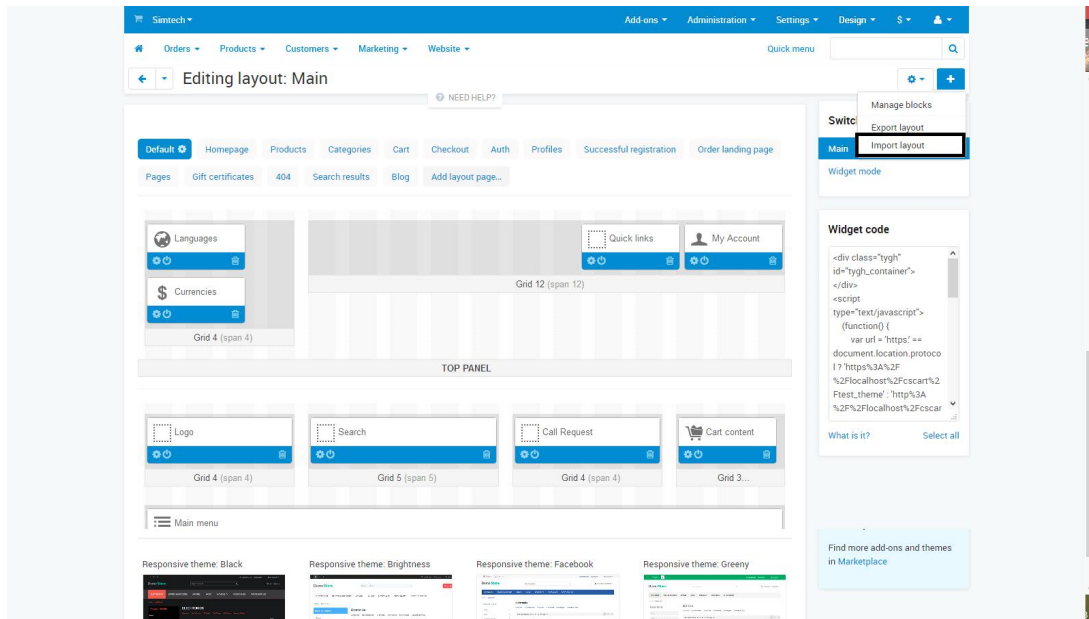 Simtech
Add-ons
Administration
Settings
Design
$
Orders
Products
Customers
Marketing
Website
Quick menu
Editing layout: Main
NEED HELP?
Manage blocks
Export layout
Import layout
Main
Widget mode
Default
Homepage
Products
Categories
Cart
Checkout
Auth
Profiles
Successful registration
Order landing page
Pages
Gift certificates
404
Search results
Blog
Add layout page...
Languages
Quick links
My Account
Grid 12 (span 12)
$ Currencies
Grid 4 (span 4)
TOP PANEL
Logo
Search
Call Request
Cart content
Grid 4 (span 4)
Grid 5 (span 5)
Grid 4 (span 4)
Grid 3...
Main menu
Widget code
<div class="tygh"
id="tygh_container">
</div>
<script
type="text/javascript">
(function() {
var url = 'https:' ==
document.location.protoco
l ? 'https%3A%2F
%2Flocalhost%2Fcscart%2
Ftest_theme' : 'http%3A
%2F%2Flocalhost%2Fcscar
What is it?
Select all
Find more add-ons and themes
in Marketplace
Responsive theme: Black
Responsive theme: Brightness
Responsive theme: Facebook
Responsive theme: Greeny